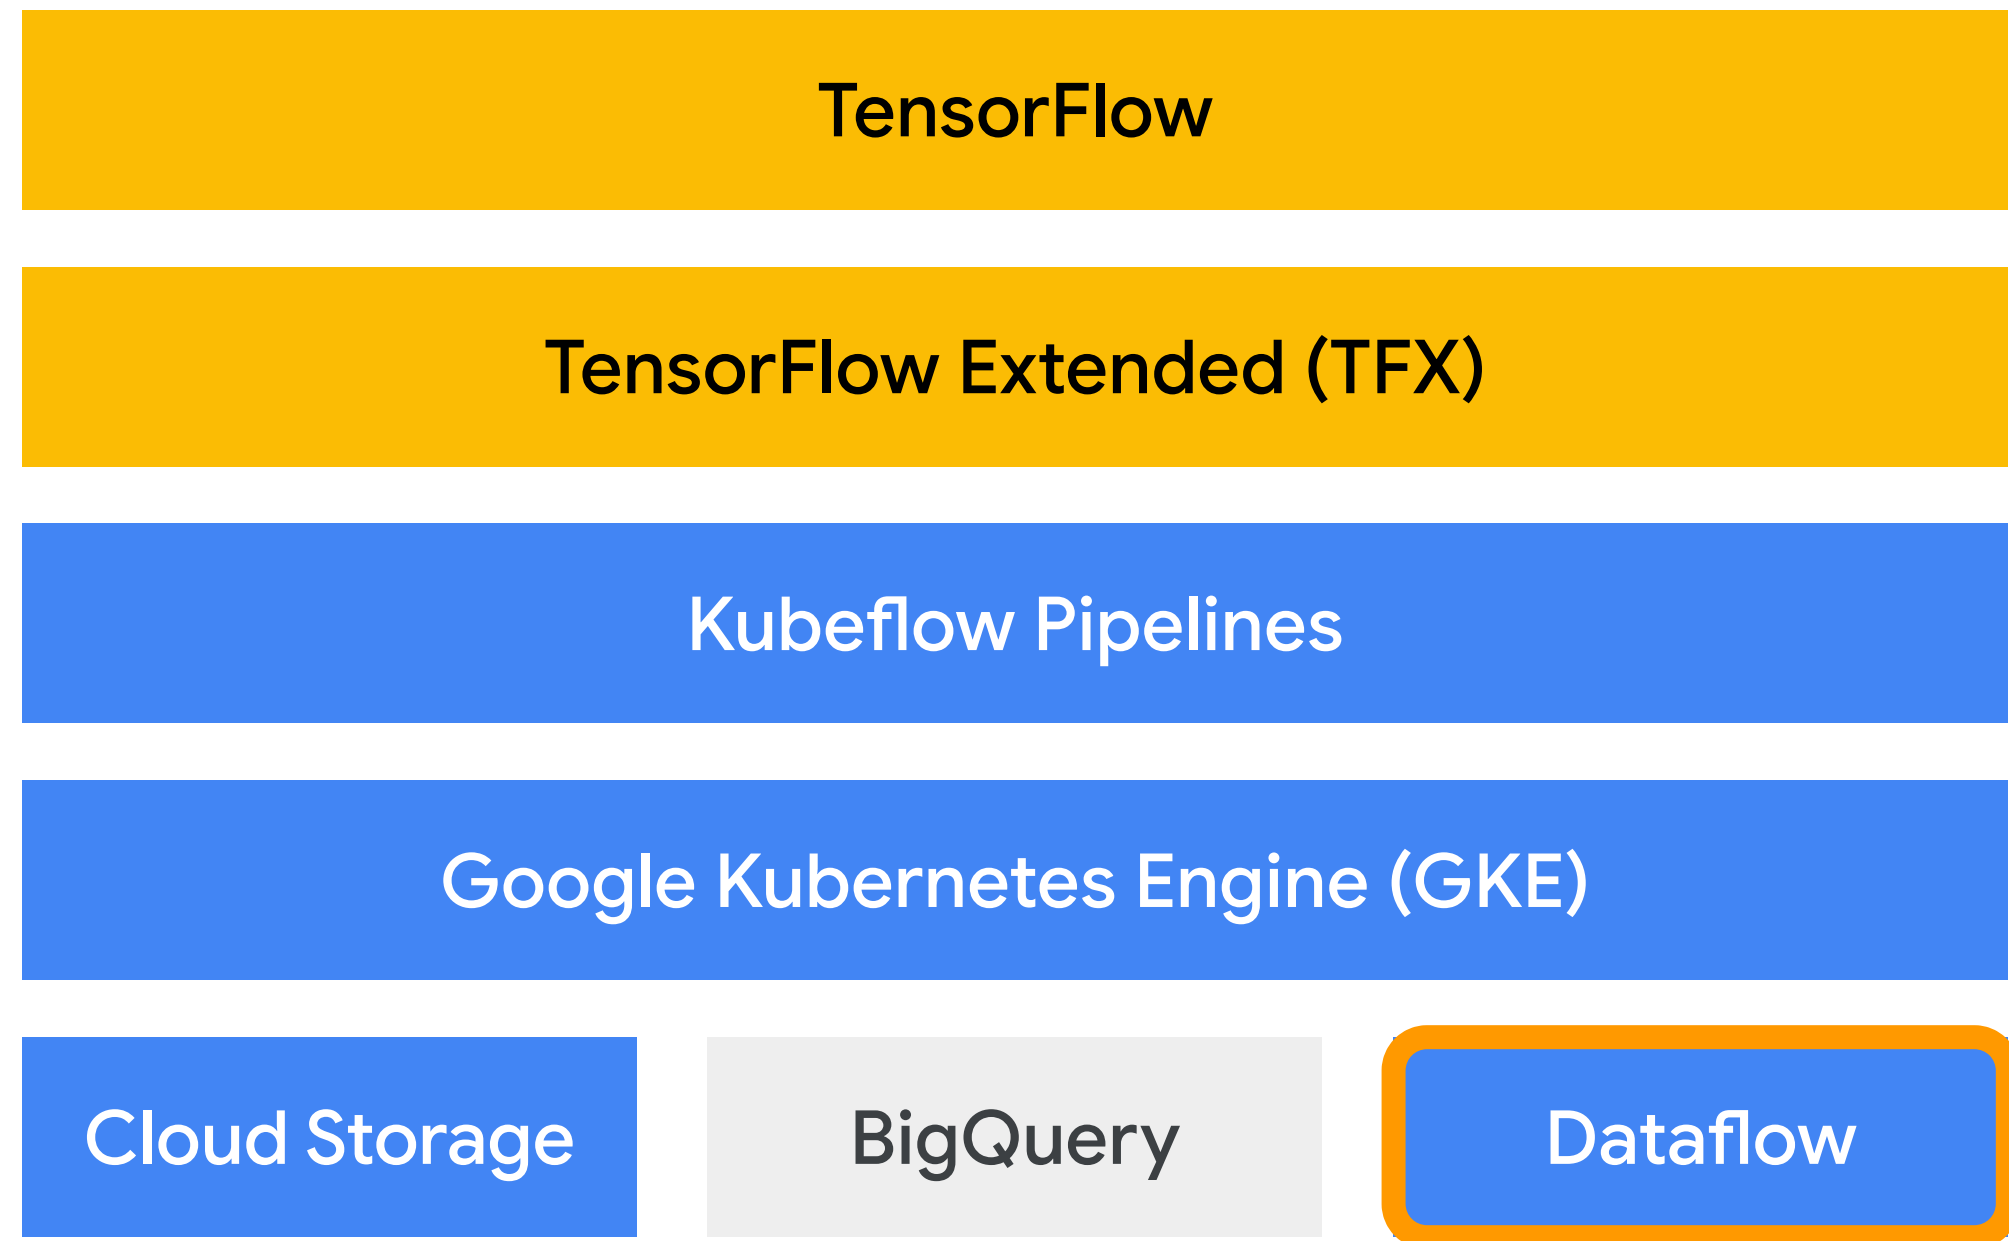 TensorFlow
TensorFlow Extended (TFX)
Kubeflow Pipelines
Google Kubernetes Engine (GKE)
Cloud Storage
BigQuery
Dataflow